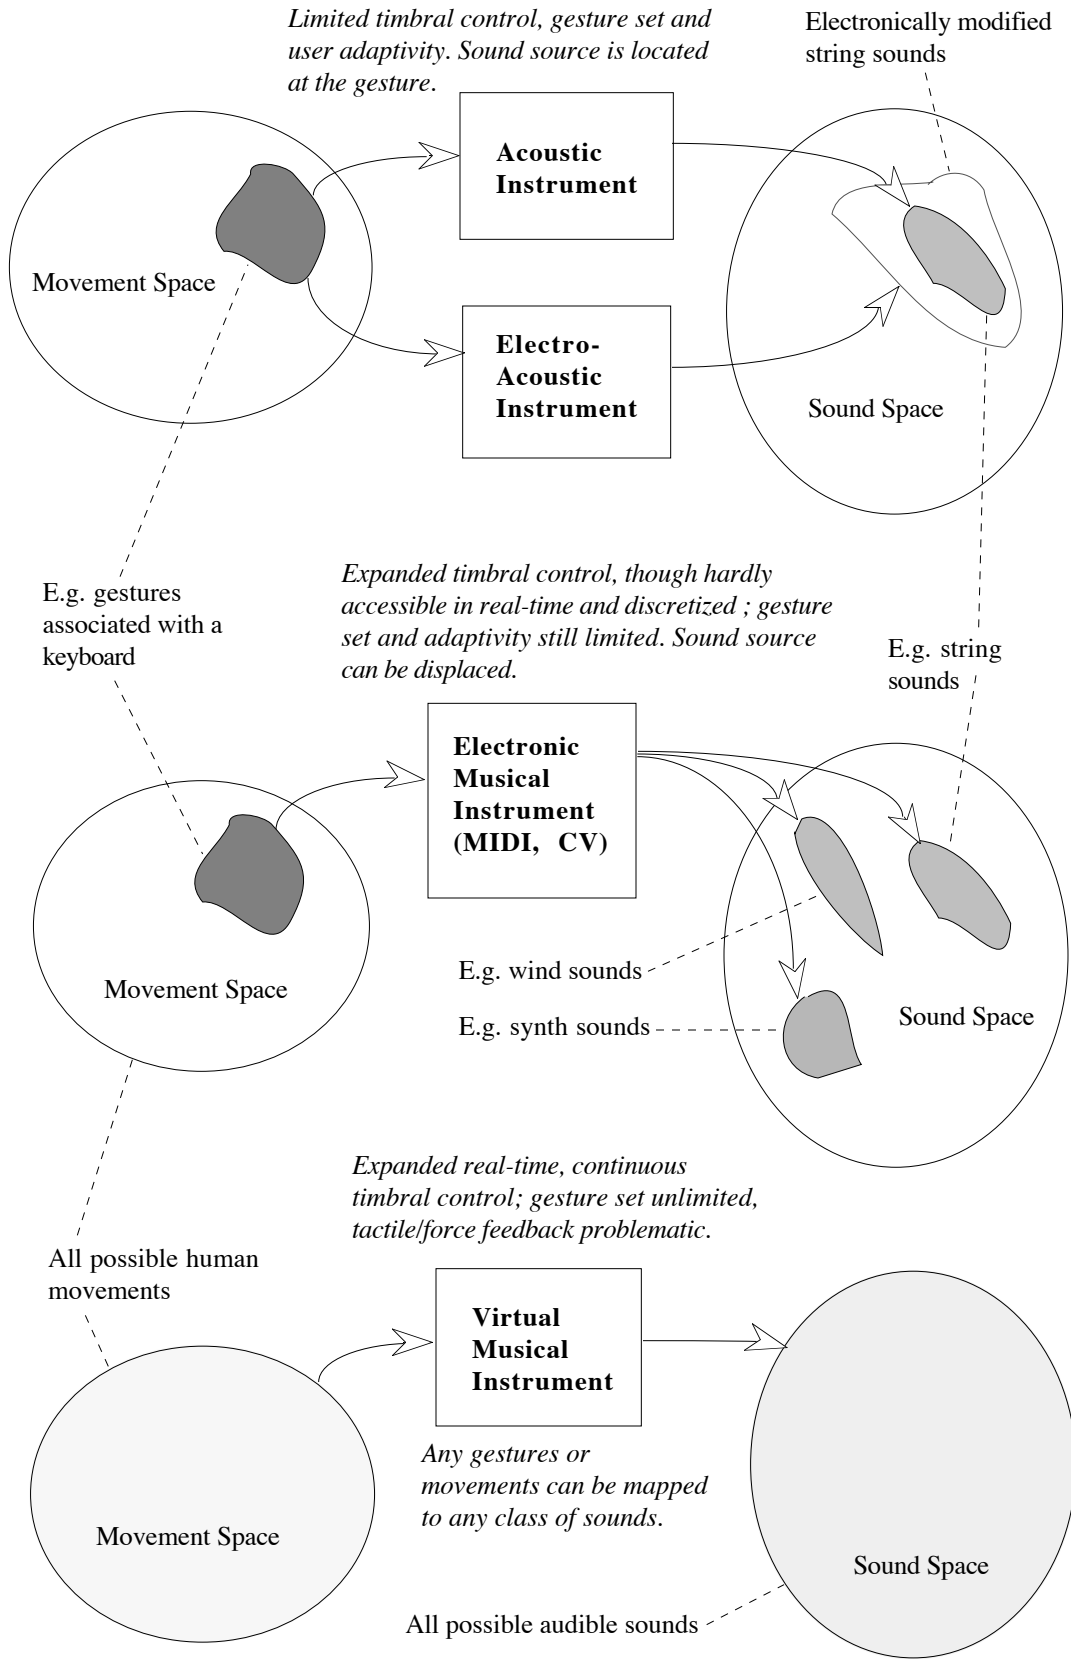 Limited timbral control, gesture set and
user adaptivity. Sound source is located
at the gesture.
Electronically modified
string sounds
Acoustic
Instrument
Movement Space
Electro-
Acoustic
Instrument
Sound Space
E.g. gestures
associated with a
keyboard
Expanded timbral control, though hardly
accessible in real-time and discretized ; gesture
set and adaptivity still limited. Sound source
can be displaced.
E.g. string
sounds
Electronic
Musical
Instrument
(MIDI, CV)
Movement Space
E.g. wind sounds
E.g. synth sounds
Sound Space
Expanded real-time, continuous
timbral control; gesture set unlimited,
tactile/force feedback problematic.
All possible human
movements
Virtual
Musical
Instrument
Any gestures or
movements can be mapped
to any class of sounds.
Movement Space
Sound Space
All possible audible sounds